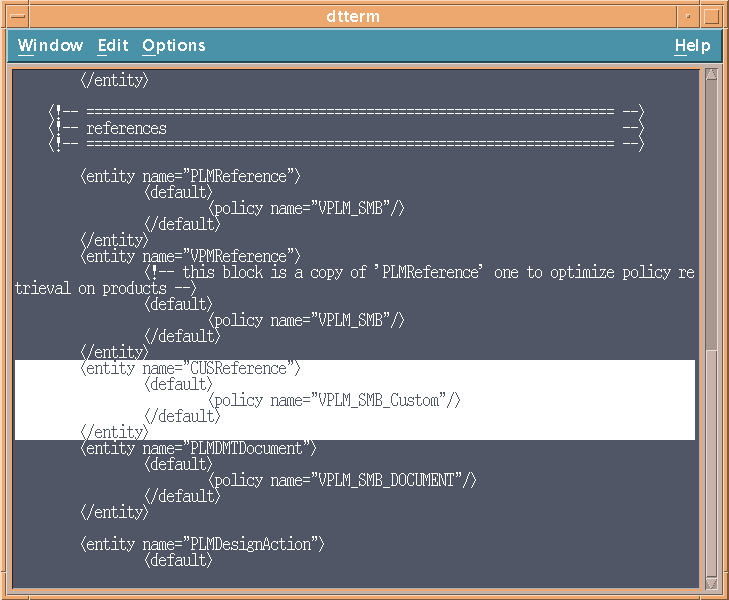 dtterm
Window Edit Options Help
</entity>
<!-- ================================================================== -->
<!-- references -->
<!-- ================================================================== -->
<entity name="PLMReference">
<default>
<policy name="VPLM_SMB"/>
</default>
</entity>
<entity name="VPMReference">
<!-- this block is a copy of 'PLMReference' one to optimize policy re
trieval on products -->
<default>
<policy name="VPLM_SMB"/>
</default>
</entity>
<entity name="CUSReference">
<default>
<policy name="VPLM_SMB_Custom"/>
</default>
</entity>
<entity name="PLMDMTDocument">
<default>
<policy name="VPLM_SMB_DOCUMENT"/>
</default>
</entity>
<entity name="PLMDesignAction">
<default>